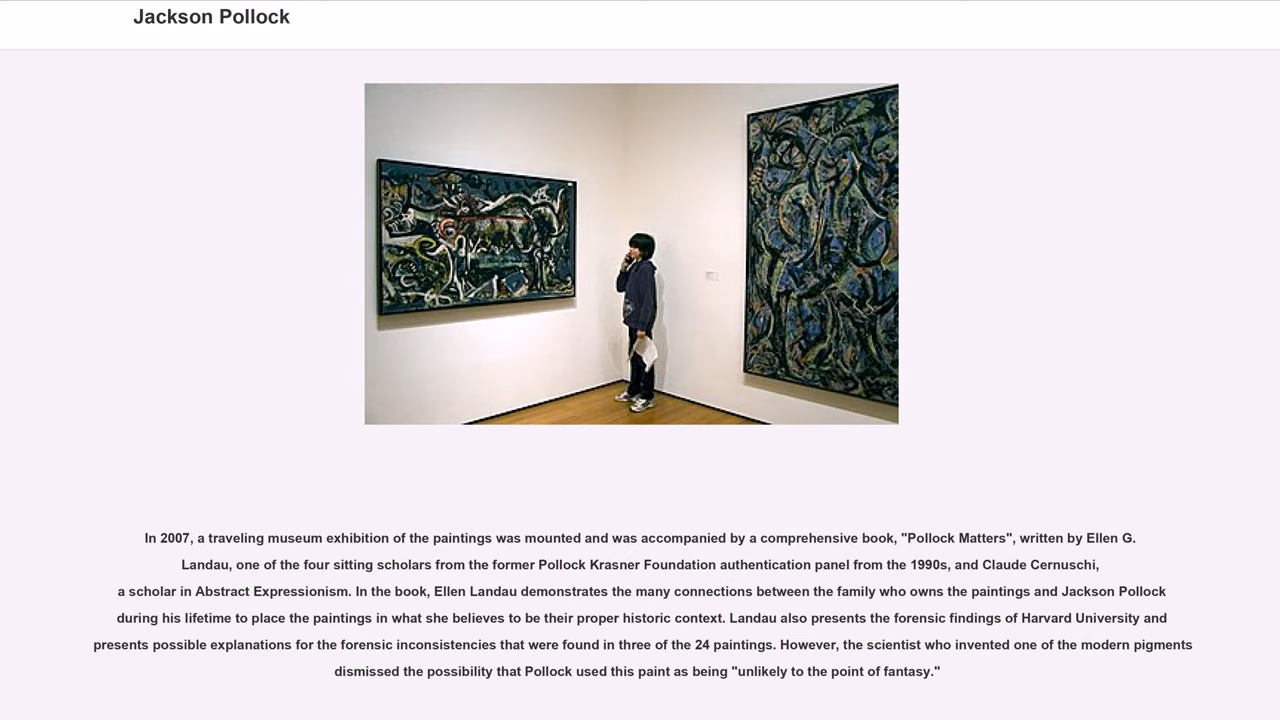 Jackson Pollock
In 2007, a traveling museum exhibition of the paintings was mounted and was accompanied by a comprehensive book, "Pollock Matters", written by Ellen G.
Landau, one of the four sitting scholars from the former Pollock Krasner Foundation authentication panel from the 1990s, and Claude Cernuschi,
a scholar in Abstract Expressionism. In the book, Ellen Landau demonstrates the many connections between the family who owns the paintings and Jackson Pollock
during his lifetime to place the paintings in what she believes to be their proper historic context. Landau also presents the forensic findings of Harvard University and
presents possible explanations for the forensic inconsistencies that were found in three of the 24 paintings. However, the scientist who invented one of the modern pigments
dismissed the possibility that Pollock used this paint as being "unlikely to the point of fantasy."